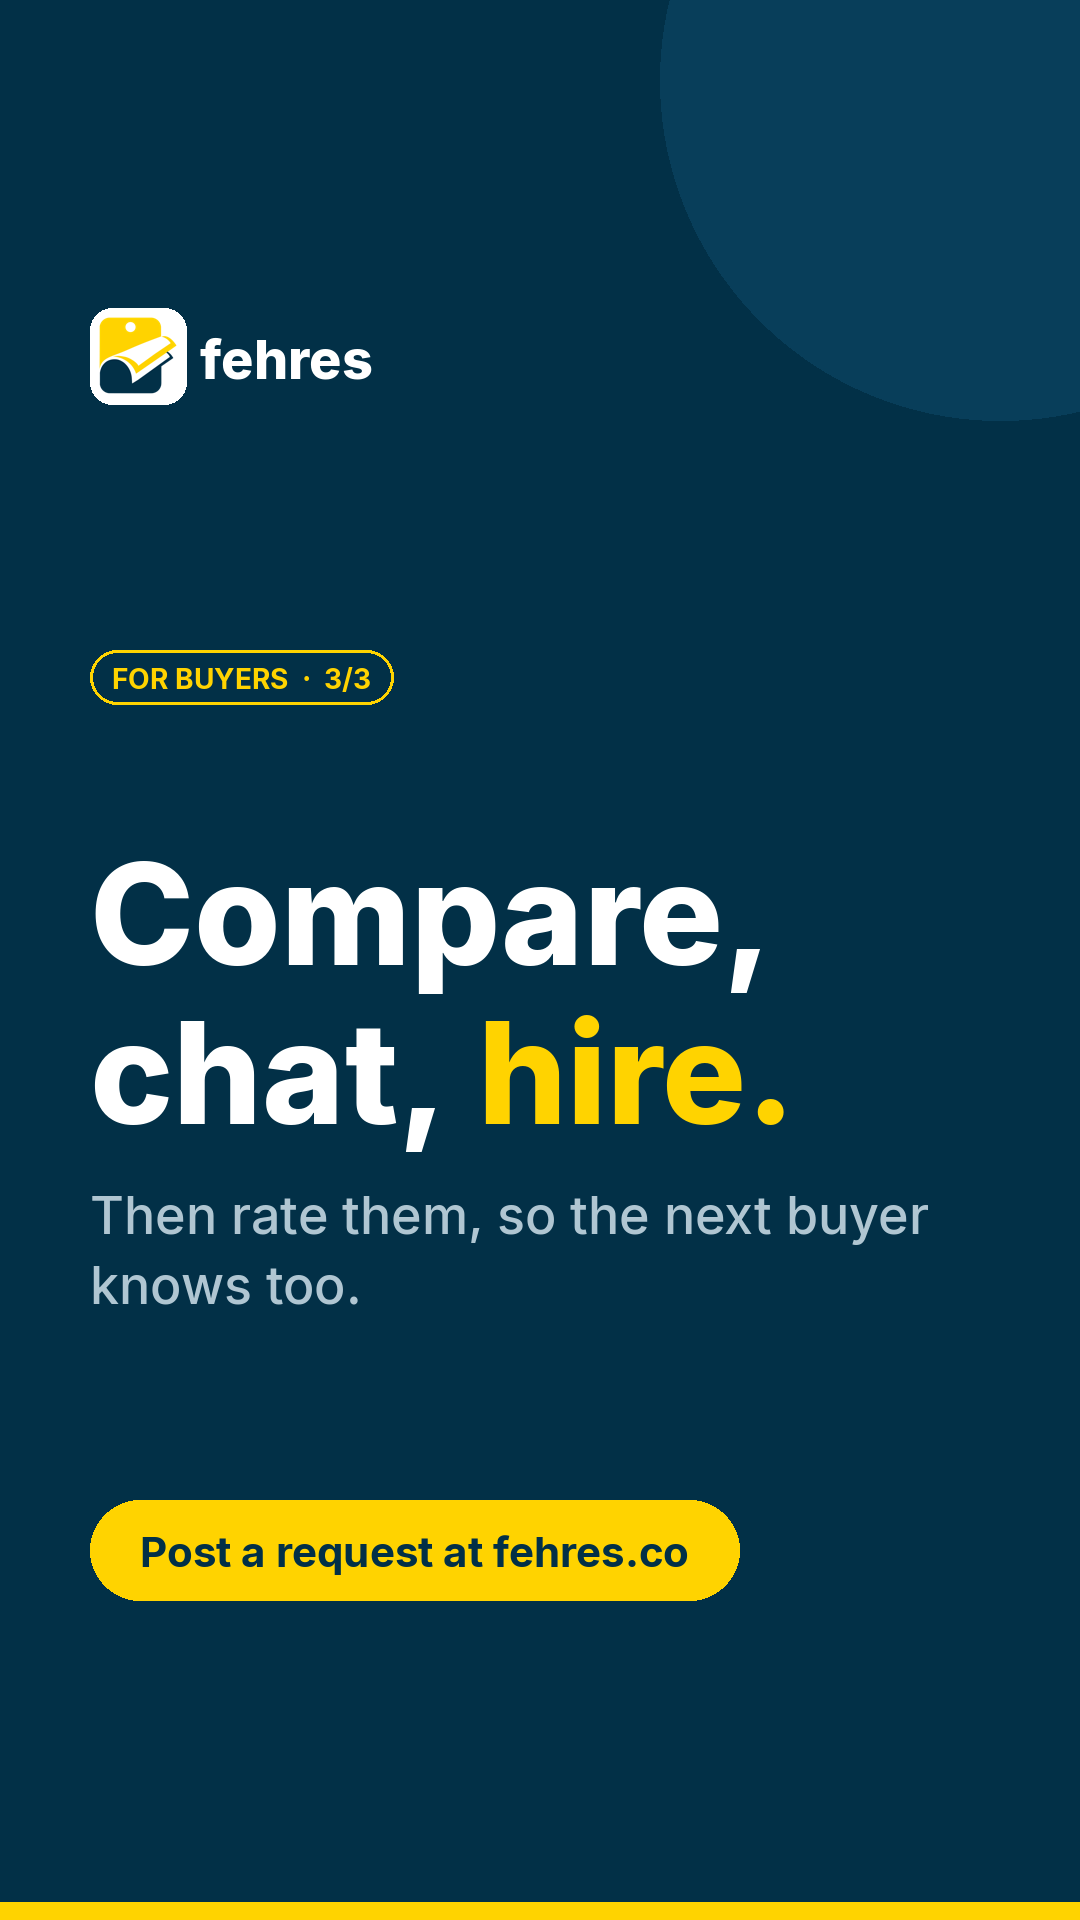 fehres
FOR BUYERS · 3/3
Compare,
chat, hire.
Then rate them, so the next buyer
knows too.
Post a request at fehres.co